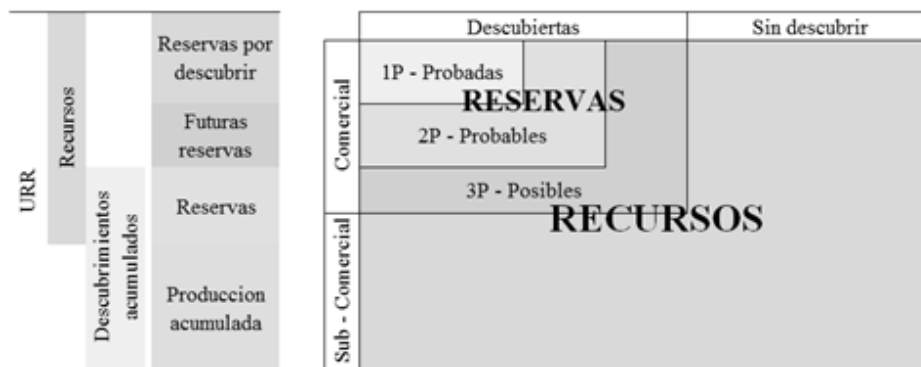 URR
Recursos
Descubrimientos
acumulados
Reservas por
descubrir
Futuras
reservas
Reservas
Produccion
acumulada
Descubiertas
Sin descubrir
Comercial
Sub - Comercial
1P - Probadas
RESERVAS
2P - Probables
3P - Posibles
RECURSOS